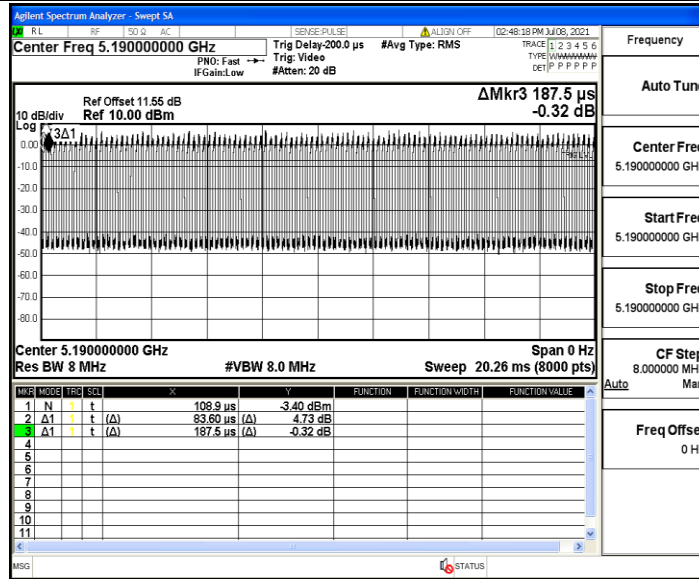 Agilent Spectrum Analyzer - Swept SA
RL RF 50 Ω AC SENSE:PULSE ALIGN OFF 02:48:18 PM Jul 08, 2021
Center Freq 5.190000000 GHz
PNO: Fast
IFGain:Low
Trig Delay-200.0 µs
Trig: Video
#Atten: 20 dB
#Avg Type: RMS
TRACE 1 2 3 4 5 6
TYPE WWWWWW
DET P P P P P P
Ref Offset 11.55 dB
10 dB/div Ref 10.00 dBm
ΔMkr3 187.5 µs
-0.32 dB
Log
3Δ1
0.00
TRIG LVL
-10.0
-20.0
-30.0
-40.0
-50.0
-60.0
-70.0
-80.0
Center 5.190000000 GHz Span 0 Hz
Res BW 8 MHz #VBW 8.0 MHz Sweep 20.26 ms (8000 pts)
MKR MODE TRC SCL X Y FUNCTION FUNCTION WIDTH FUNCTION VALUE
1 N 1 t 108.9 µs -3.40 dBm
2 Δ1 1 t (Δ) 83.60 µs (Δ) 4.73 dB
3 Δ1 1 t (Δ) 187.5 µs (Δ) -0.32 dB
4
5
6
7
8
9
10
11
MSG STATUS
Frequency
Auto Tun
Center Fre
5.190000000 GH
Start Fre
5.190000000 GH
Stop Fre
5.190000000 GH
CF Step
8.000000 MH
Auto Ma
Freq Offse
0 H